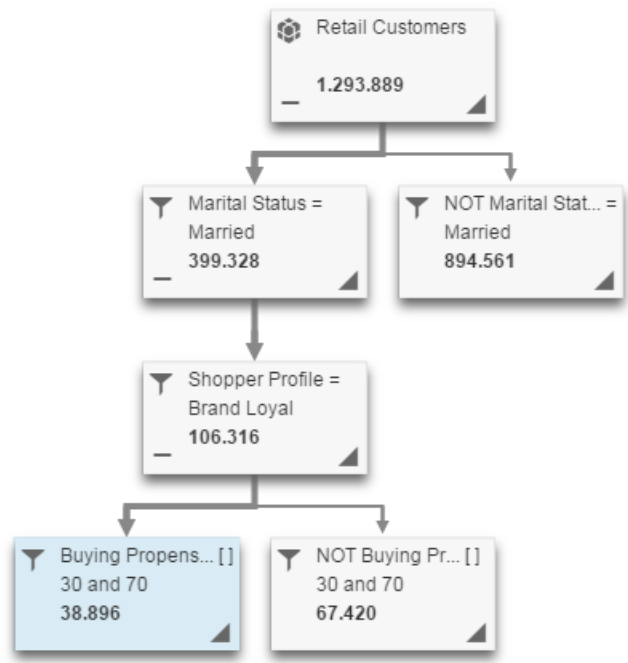 Retail Customers
1.293.889
Marital Status =
Married
399.328
NOT Marital Stat... =
Married
894.561
Shopper Profile =
Brand Loyal
106.316
Buying Propens... [ ]
30 and 70
38.896
NOT Buying Pr... [ ]
30 and 70
67.420